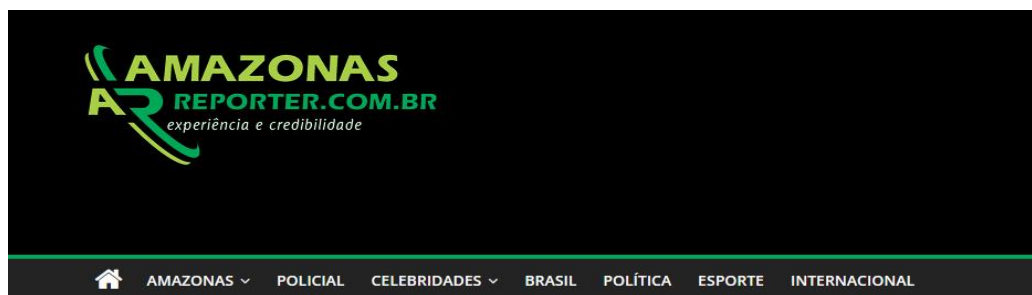 AMAZONAS
AR REPORTER.COM.BR
experiência e credibilidade
AMAZONAS POLICIAL CELEBRIDADES BRASIL POLÍTICA ESPORTE INTERNACIONAL